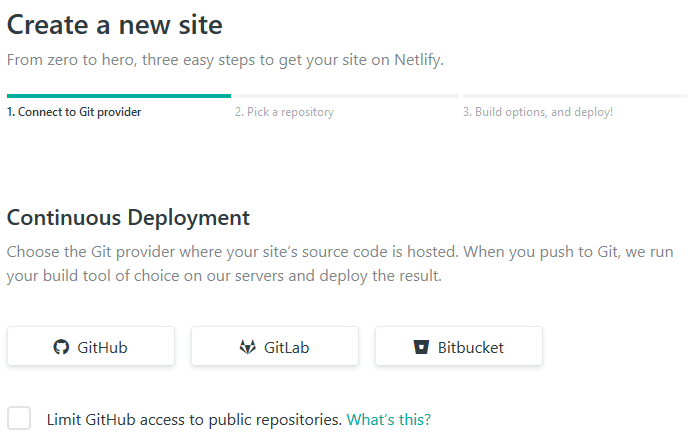 Create a new site
From zero to hero, three easy steps to get your site on Netlify.
1. Connect to Git provider
2. Pick a repository
3. Build options, and deploy!
Continuous Deployment
Choose the Git provider where your site's source code is hosted. When you push to Git, we run
your build tool of choice on our servers and deploy the result.
GitHub
GitLab
Bitbucket
Limit GitHub access to public repositories. What's this?